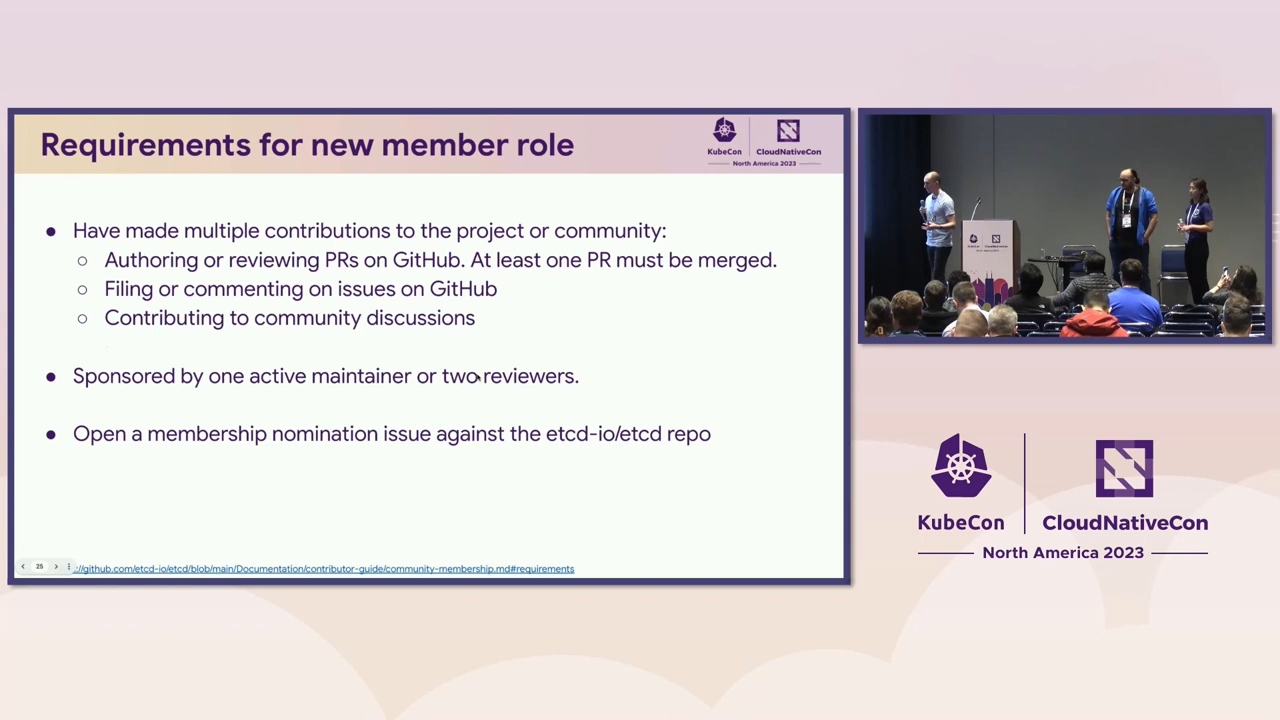 Requirements for new member role
KubeCon
CloudNativeCon
North America 2023
● Have made multiple contributions to the project or community:
○ Authoring or reviewing PRs on GitHub. At least one PR must be merged.
○ Filing or commenting on issues on GitHub
○ Contributing to community discussions
● Sponsored by one active maintainer or two reviewers.
● Open a membership nomination issue against the etcd-io/etcd repo
25
://github.com/etcd-io/etcd/blob/main/Documentation/contributor-guide/community-membership.md#requirements
KubeCon
CloudNativeCon
North America 2023